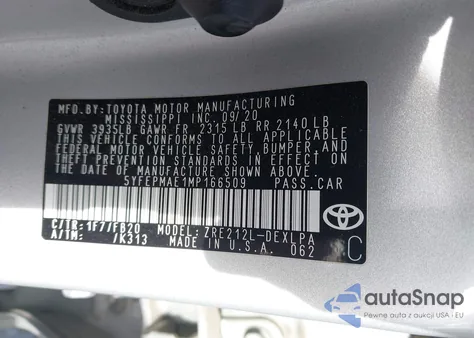 MFD.BY:TOYOTA MOTOR MANUFACTURING
MISSISSIPPI INC. 09/20
GVWR 3935LB GAWR FR 2315 LB RR 2140 LB
THIS VEHICLE CONFORMS TO ALL APPLICABLE
FEDERAL MOTOR VEHICLE SAFETY,BUMPER,AND
THEFT PREVENTION STANDARDS IN EFFECT ON
THE DATE OF MANUFACTURE SHOWN ABOVE.
5YFEPMAE1MP166509 PASS.CAR
C/TR:1F7/FB20 ZRE212L-DEXLPA
A/TM: /K313 MADE IN U.S.A. 062
TOYOTA
C
autoSnap
Pewne auta z aukcji USA i EU